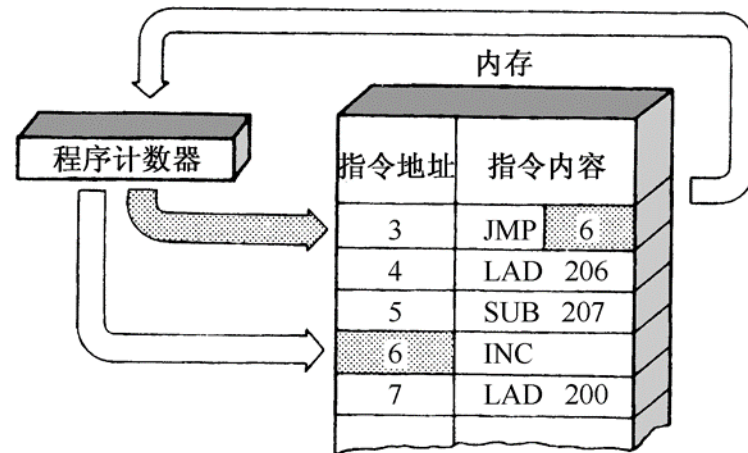 内存
程序计数器
指令地址 指令内容
3 JMP 6
4 LAD 206
5 SUB 207
6 INC
7 LAD 200